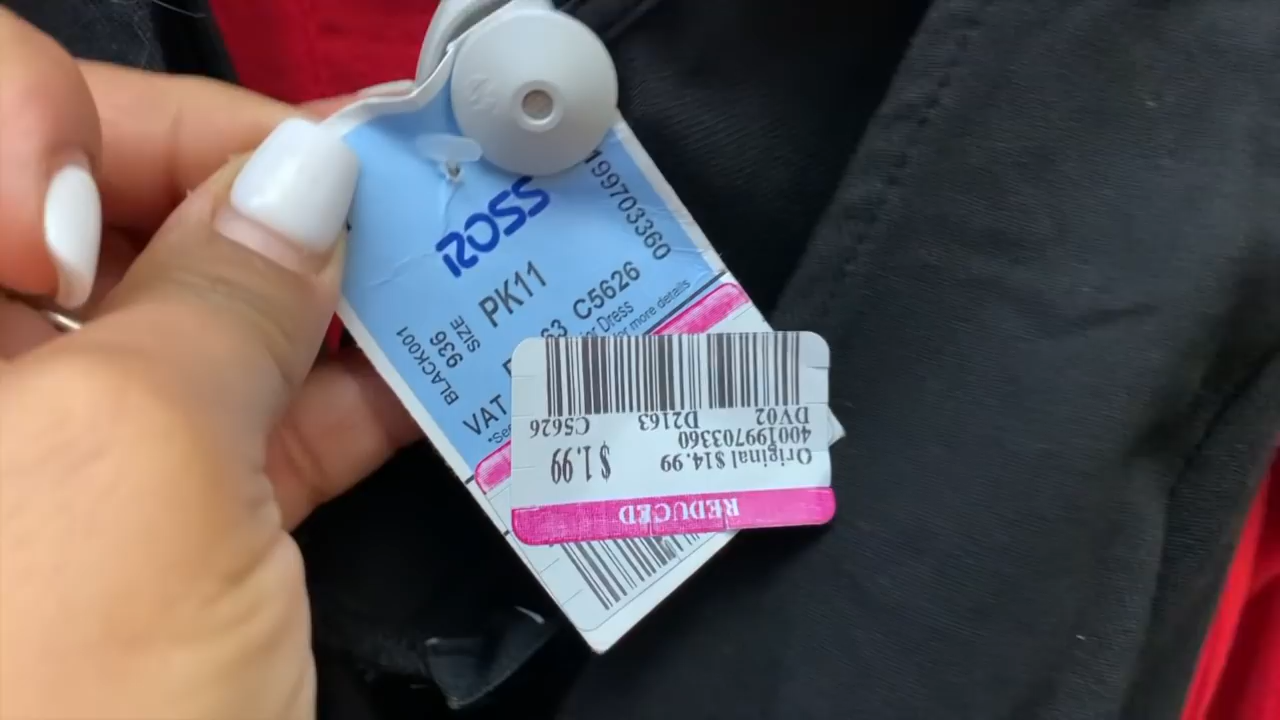 ROSS
199703360
PK11
C5626
SIZE
936
BLACK001
63
Dress
for more details
VAT
REDUCED
Original $14.99
$1.99
400199703360
DV02
D2163
C5626